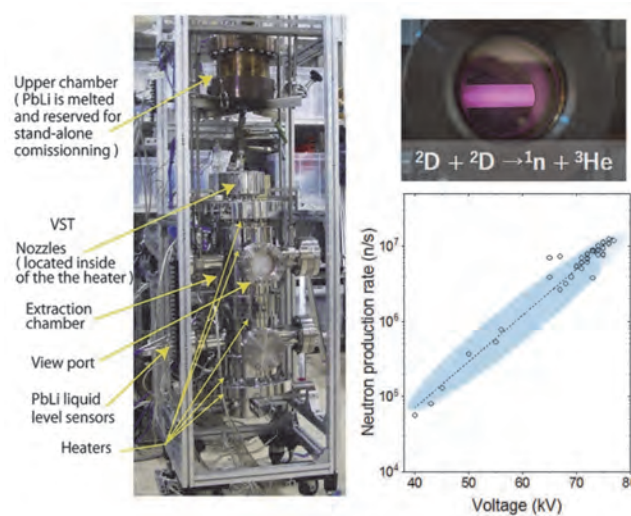 Upper chamber
( PbLi is melted
and reserved for
stand-alone
comissionning )
VST
Nozzles
( located inside
of the the heater)
Extraction
chamber
View port
PbLi liquid
level sensors
Heaters
²D + ²D →¹n + ³He
Neutron production rate (n/s)
10⁷
10⁶
10⁵
10⁴
40 50 60 70 80
Voltage (kV)